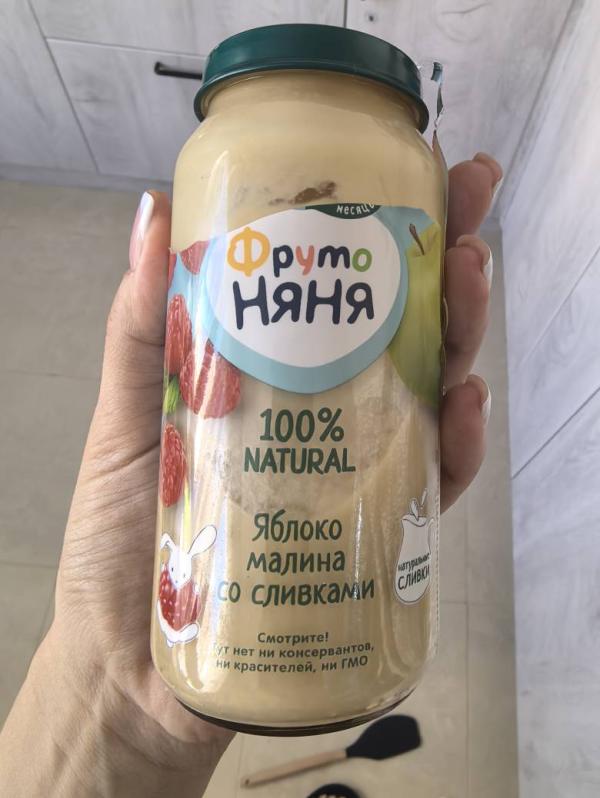 месяц
Фруто
НЯНЯ
100%
NATURAL
Яблоко
малина
со сливками
натуральные
сливки
Смотрите!
Тут нет ни консервантов,
ни красителей, ни ГМО